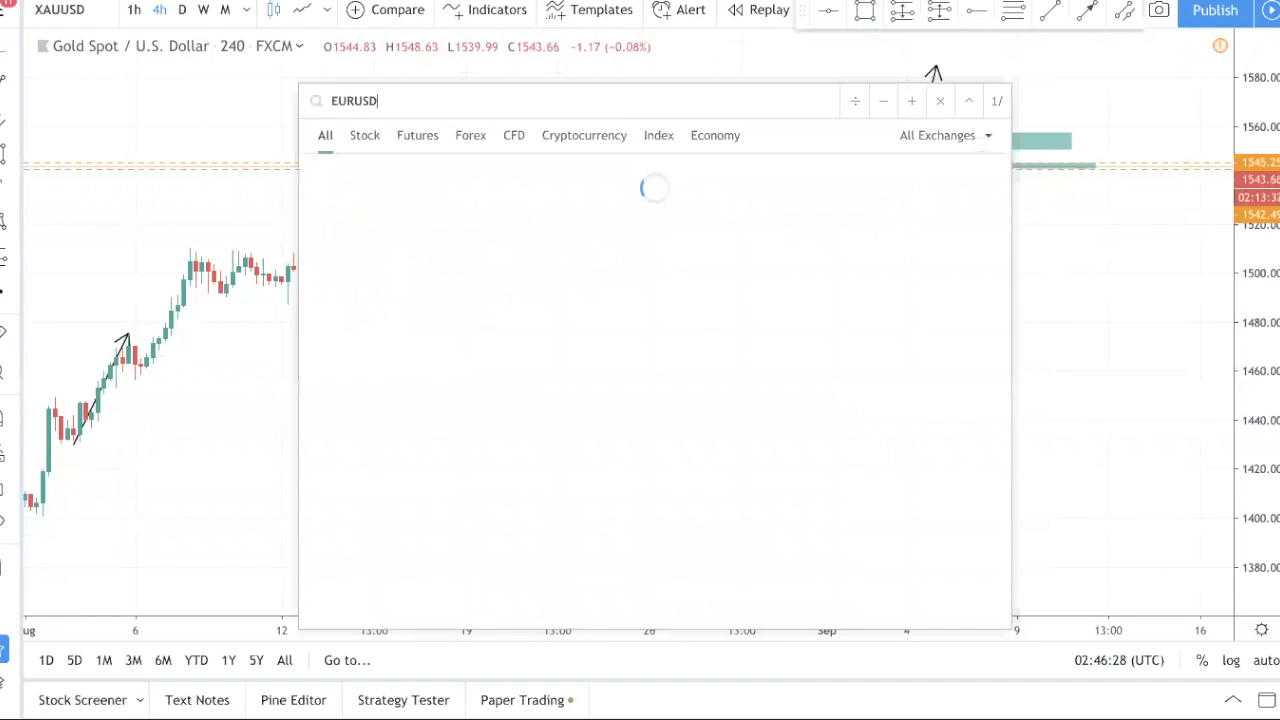 XAUUSD 1h 4h D W M Compare Indicators Templates Alert Replay Publish
Gold Spot / U.S. Dollar · 240 · FXCM O1544.83 H1548.63 L1539.99 C1543.66 −1.17 (−0.08%)
1580.00
EURUSD ÷ − + × ^ 1/
1560.00
All Stock Futures Forex CFD Cryptocurrency Index Economy All Exchanges
1545.25
1543.66
02:13:32
1542.49
1520.00
1500.00
1480.00
1460.00
1440.00
1420.00
1400.00
1380.00
ug 6 12 13:00 19 13:00 26 13:00 Sep 4 9 13:00 16
1D 5D 1M 3M 6M YTD 1Y 5Y All Go to... 02:46:28 (UTC) % log auto
Stock Screener Text Notes Pine Editor Strategy Tester Paper Trading